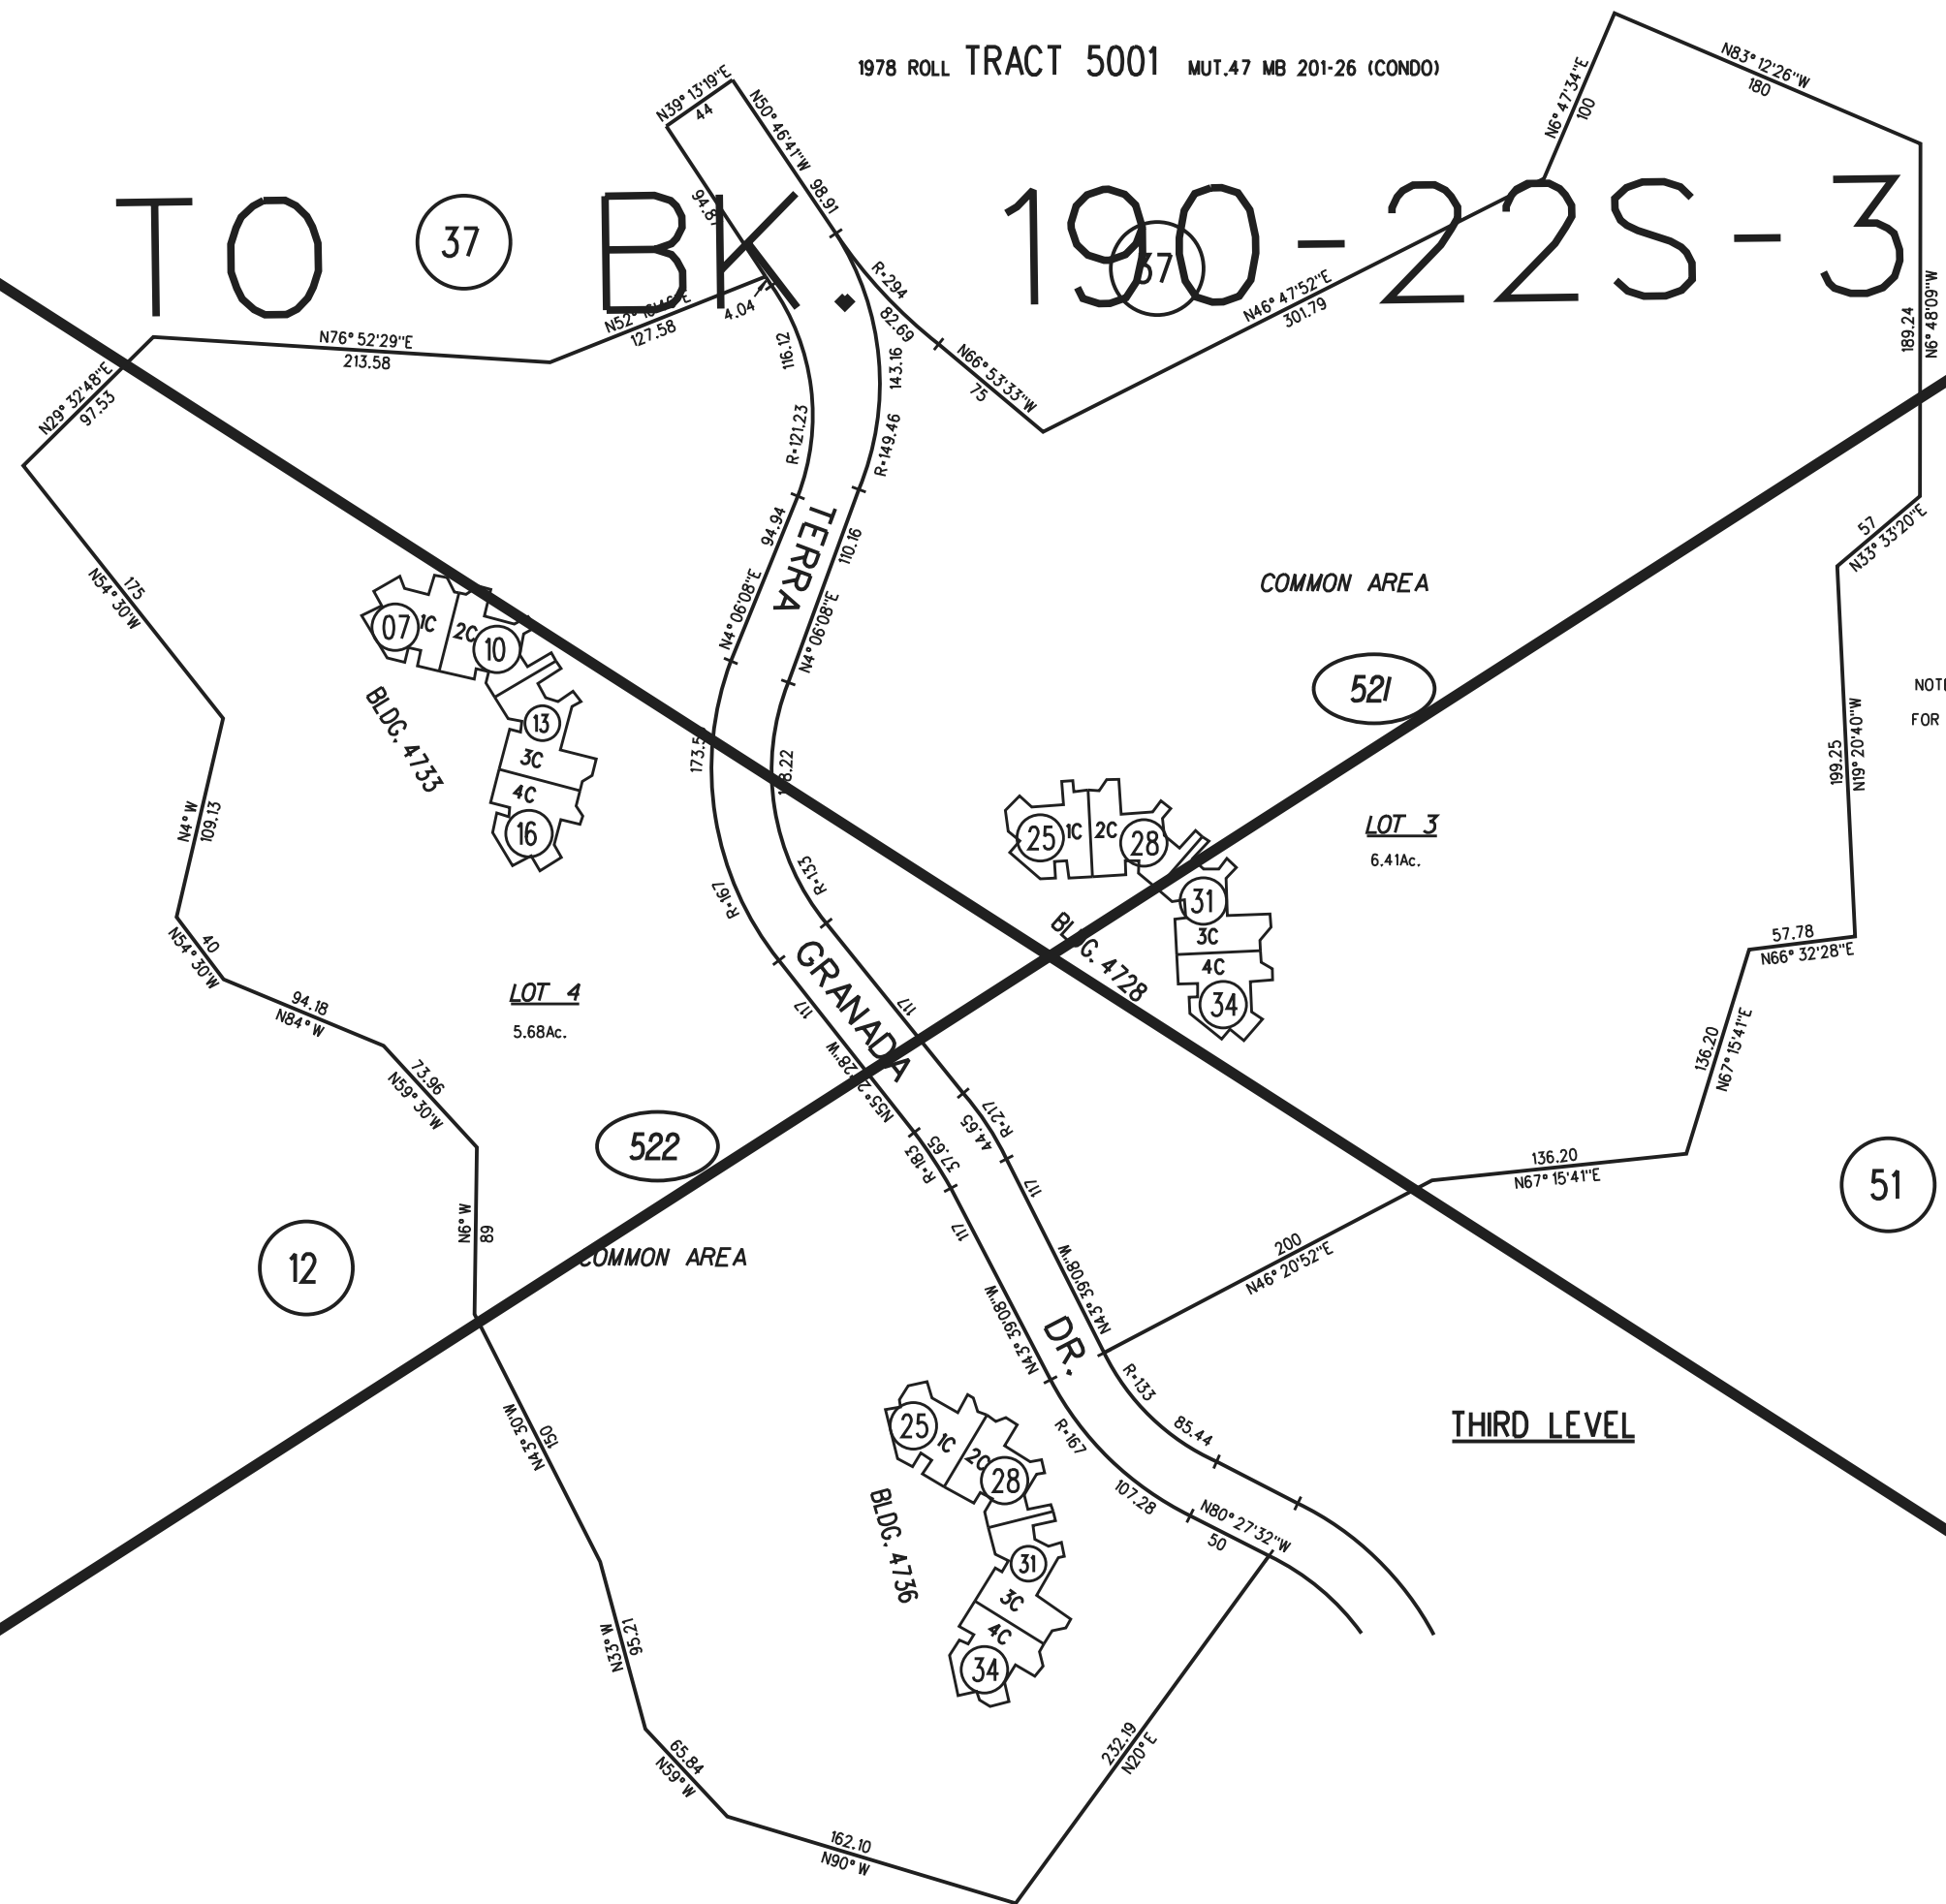 1978 ROLL TRACT 5001 MUT.47 MB 201-26 (CONDO)
N39°13'19"E
44
N50°46'41"W 98.91
N6°47'34"E
100
N83°12'26"W
180
TO BK. 190-22S-3
37
37
R=294
82.69
N66°53'33"W
75
N46°47'52"E
301.79
189.24
N6°48'09"W
N76°52'29"E
213.58
127.58
4.04
116.12
143.16
N29°32'48"E
97.53
R=121.23
R=149.46
94.94
110.16
TERRA
57
N33°33'20"E
175
N54°30'W
N4°06'08"E
N4°06'08"E
COMMON AREA
07
1C
2C
10
13
3C
4C
16
BLDG. 4733
521
NOTE
FOR
199.25
N19°20'40"W
N4°W
109.13
R=167
R=133
25
1C
2C
28
31
3C
4C
34
BLDG. 4728
LOT 3
6.41Ac.
57.78
N66°32'28"E
40
N54°30'W
94.18
N84°W
LOT 4
5.68Ac.
GRANADA
117
117
73.96
N59°30'W
136.20
N67°15'41"E
R=217
44.65
R=183
37.65
522
136.20
N67°15'41"E
51
117
117
N6°W
89
12
COMMON AREA
200
N46°20'52"E
N43°39'08"W
N43°39'08"W
DR.
R=133
85.44
R=167
107.28
THIRD LEVEL
N43°30'W
150
25
1C
28
31
3C
4C
34
BLDG. 4736
N80°27'32"W
50
N33°W
95.21
65.84
N59°W
232.19
N20°E
162.10
N90°W